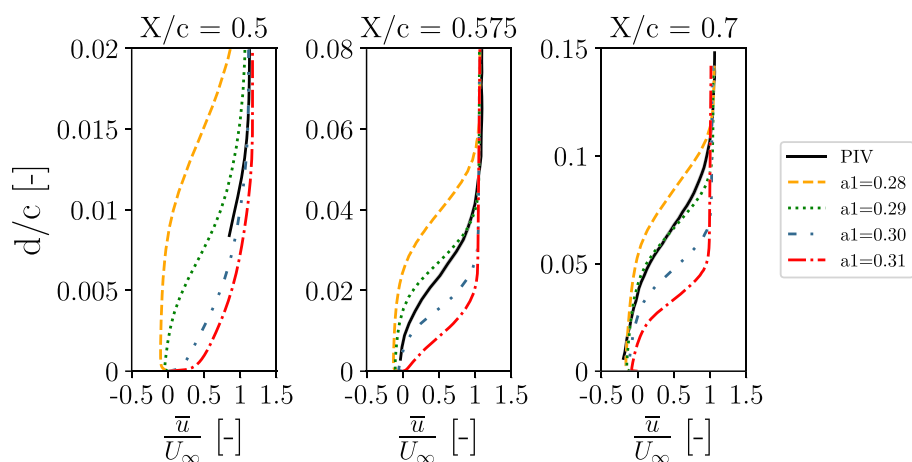 X/c = 0.5 X/c = 0.575 X/c = 0.7
0.02 0.08 0.15
0.015 0.06
0.10
0.01 0.04
0.05
0.005 0.02
0 0 0
-0.5 0 0.5 1 1.5 -0.5 0 0.5 1 1.5 -0.5 0 0.5 1 1.5
d/c [-]
u̅/U∞ [-] u̅/U∞ [-] u̅/U∞ [-]
PIV
a1=0.28
a1=0.29
a1=0.30
a1=0.31